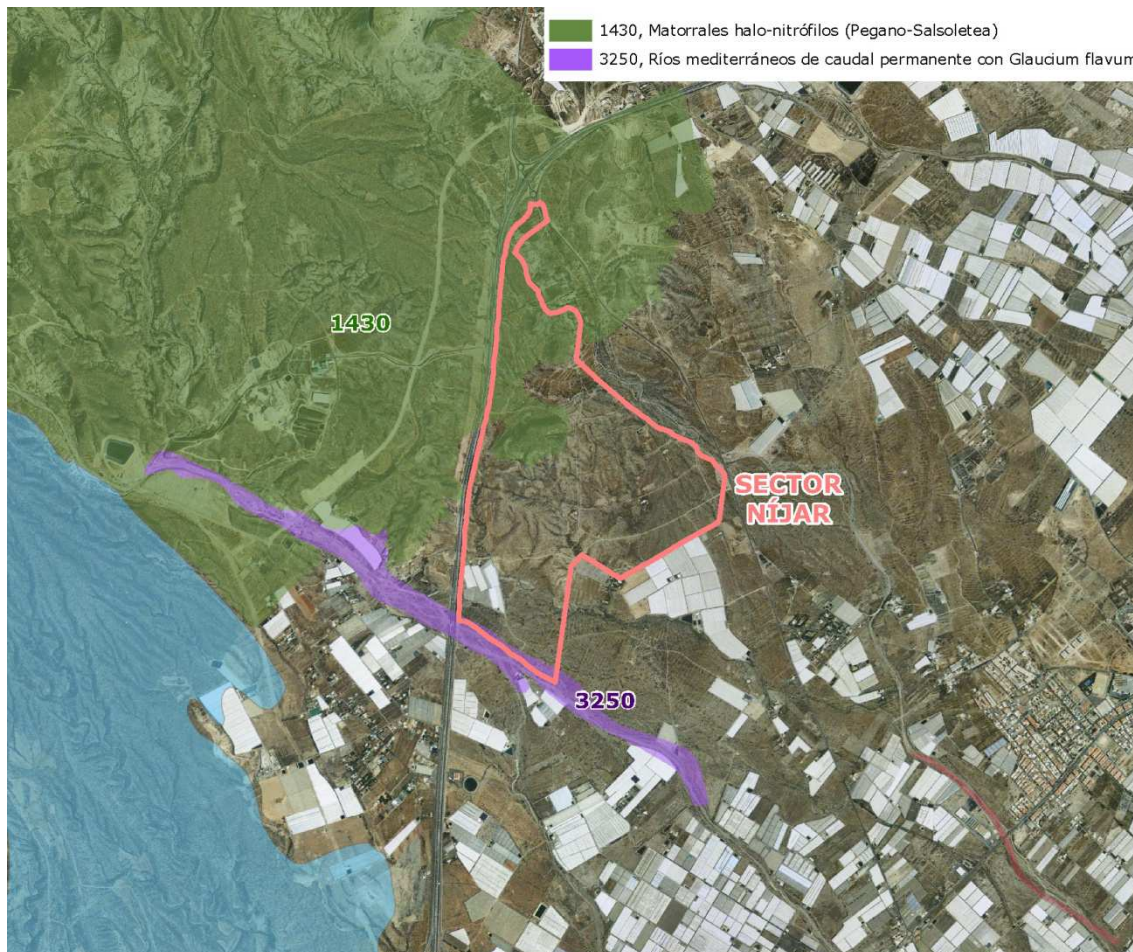 1430, Matorrales halo-nitrófilos (Pegano-Salsoletea)
3250, Ríos mediterráneos de caudal permanente con Glaucium flavum
1430
SECTOR
NÍJAR
3250